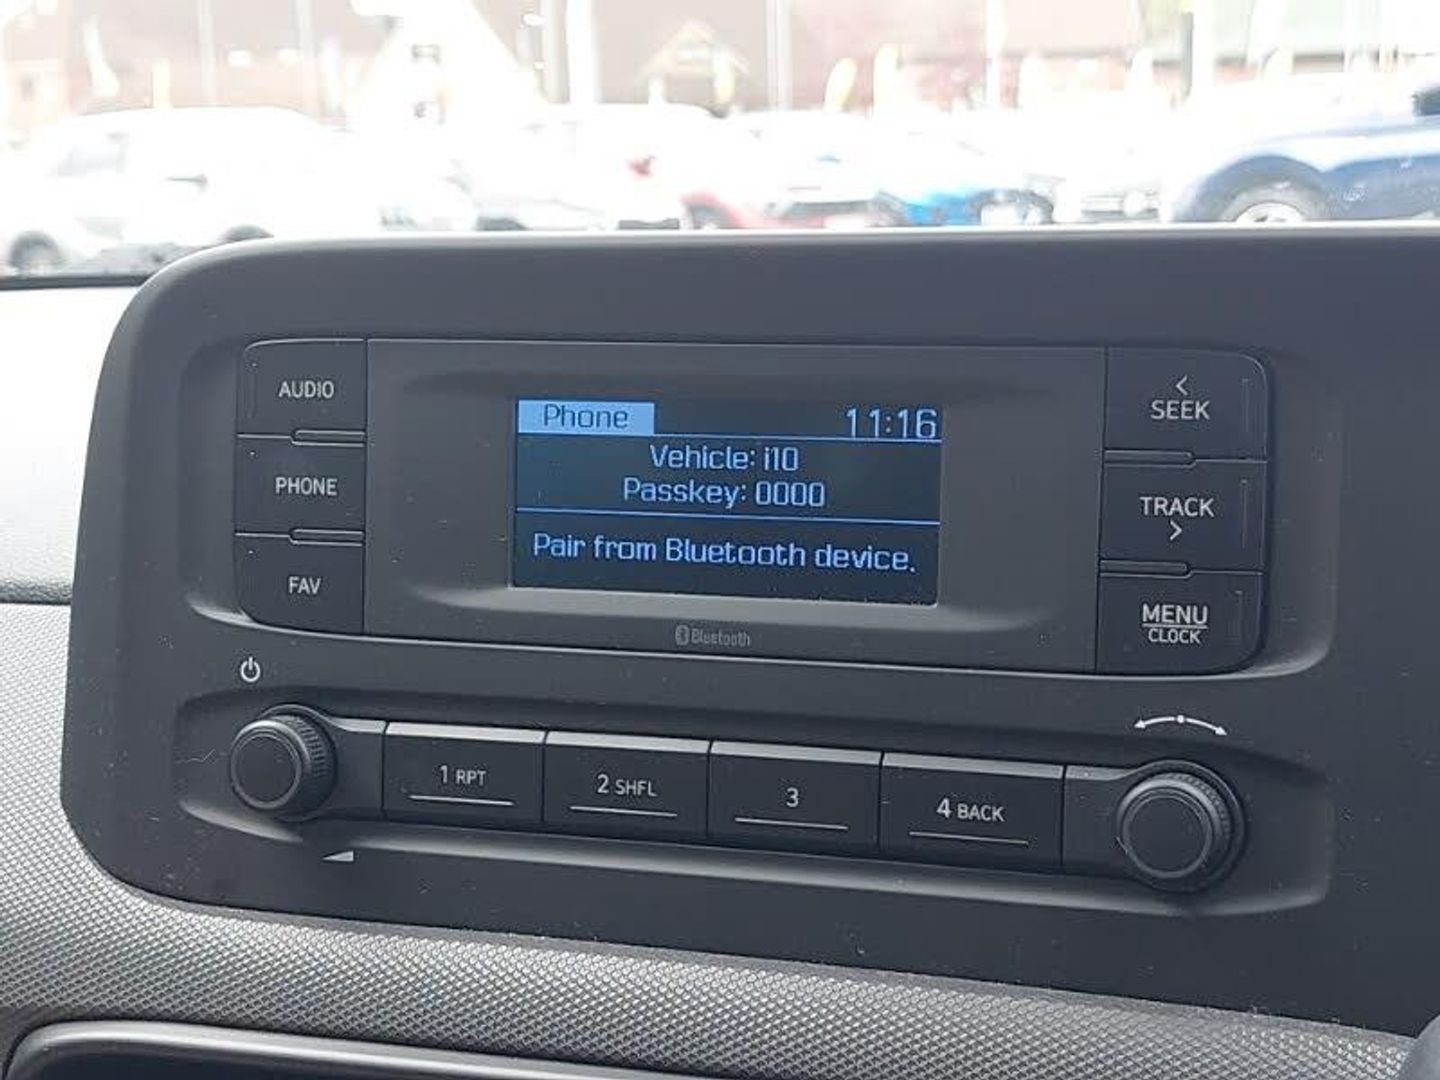 AUDIO
PHONE
FAV
Phone 11:16
Vehicle: i10
Passkey: 0000
Pair from Bluetooth device.
Bluetooth
<
SEEK
TRACK
>
MENU
CLOCK
1 RPT
2 SHFL
3
4 BACK